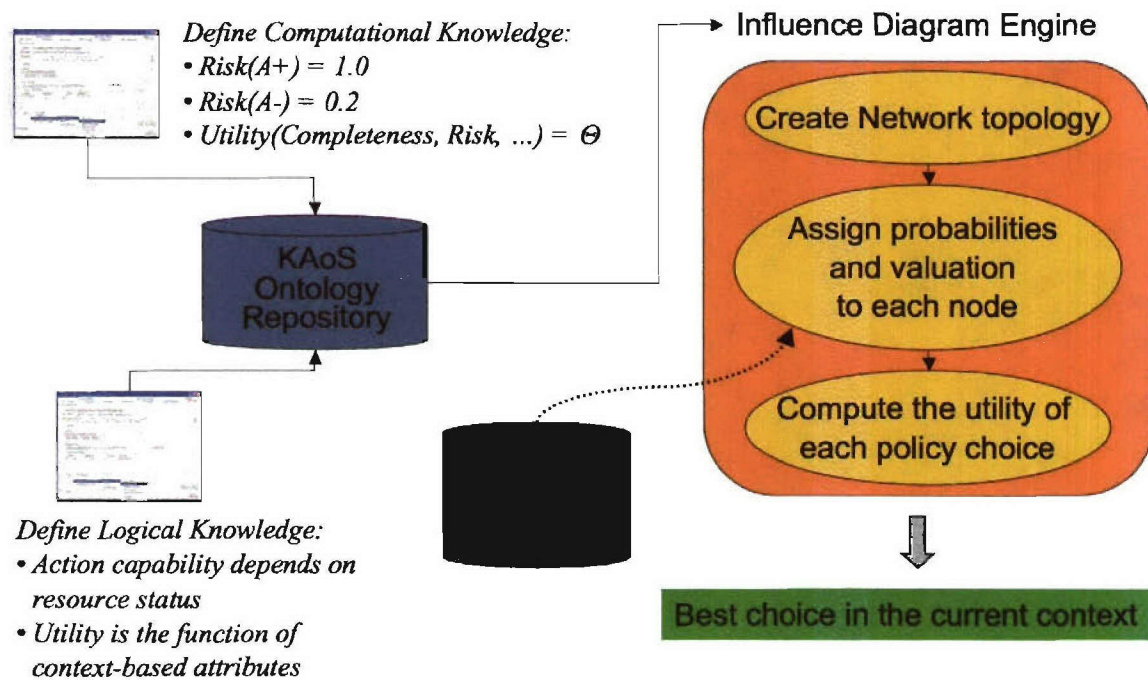 Define Computational Knowledge:
• Risk(A+) = 1.0
• Risk(A-) = 0.2
• Utility(Completeness, Risk, ...) = Θ
Influence Diagram Engine
Create Network topology
Assign probabilities
and valuation
to each node
Compute the utility of
each policy choice
KAoS
Ontology
Repository
Define Logical Knowledge:
• Action capability depends on
resource status
• Utility is the function of
context-based attributes
Best choice in the current context